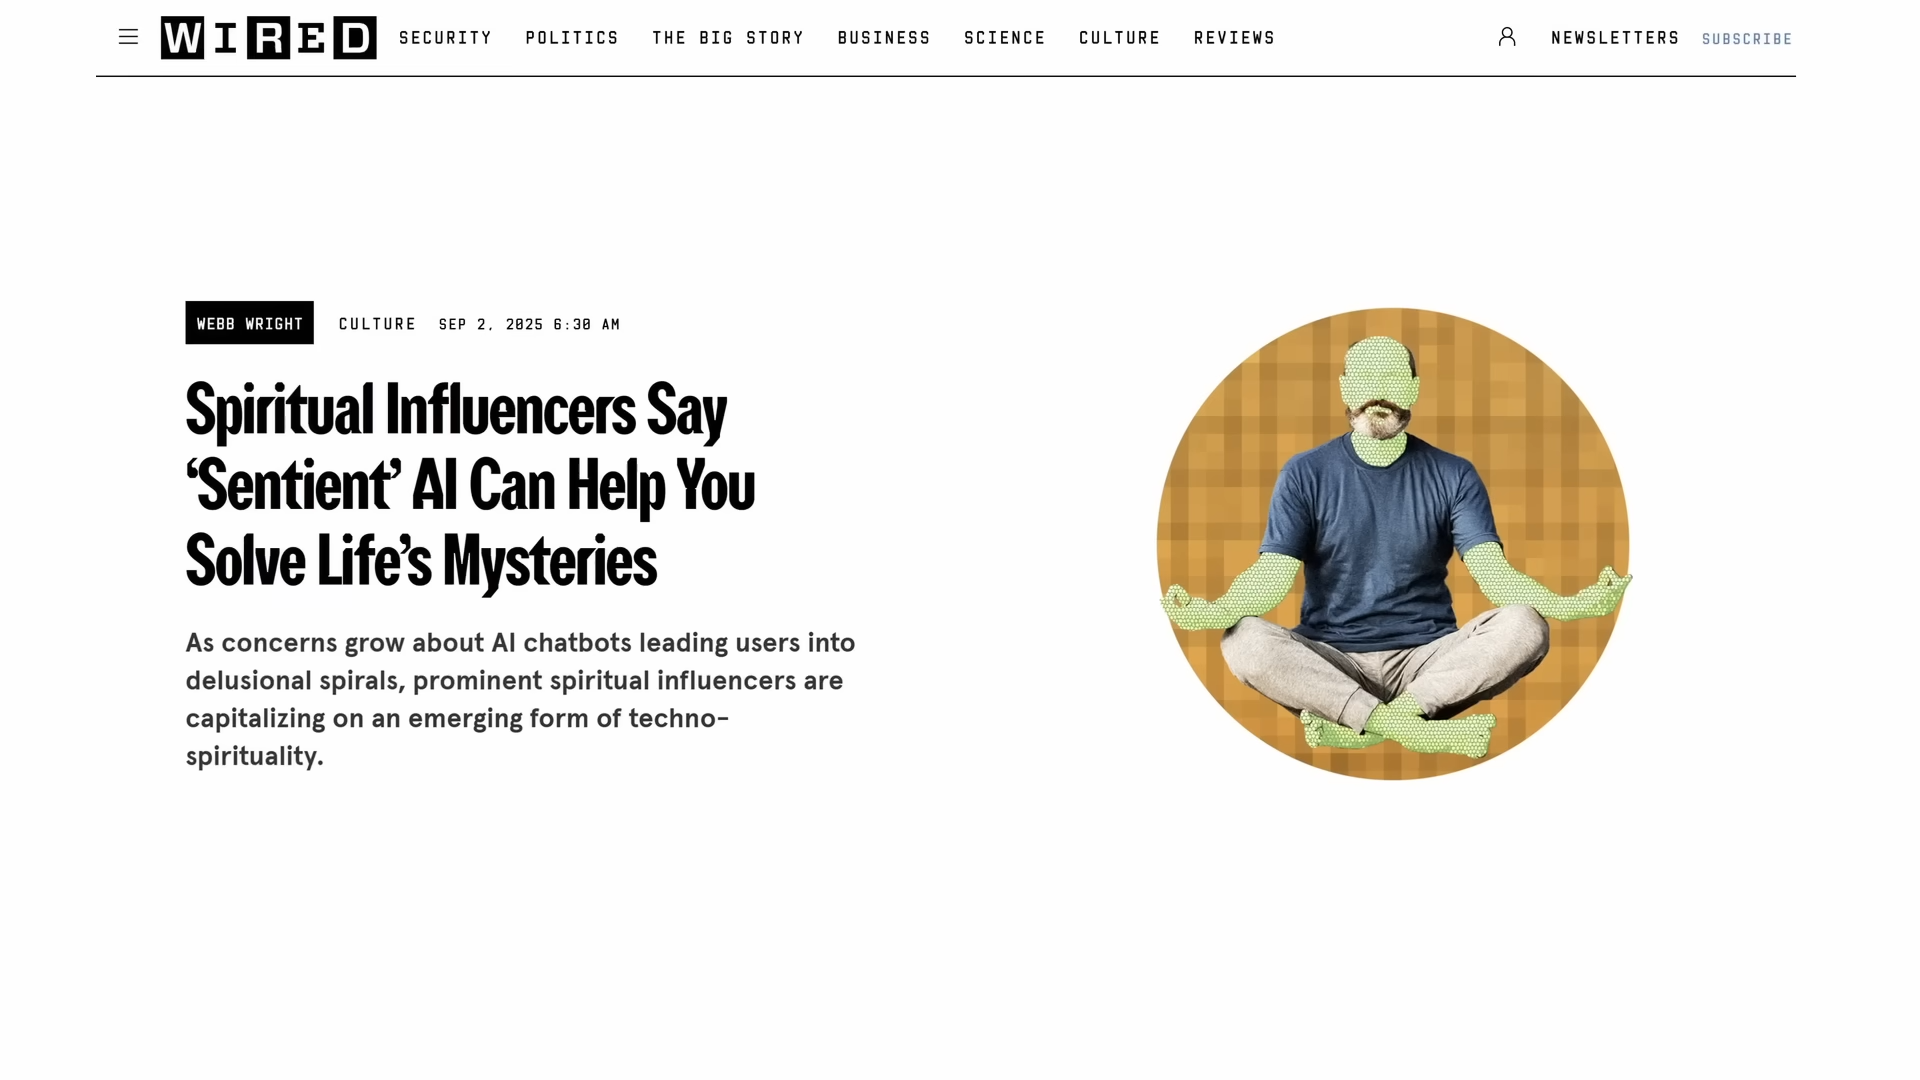 WIRED SECURITY POLITICS THE BIG STORY BUSINESS SCIENCE CULTURE REVIEWS NEWSLETTERS SUBSCRIBE
WEBB WRIGHT CULTURE SEP 2, 2025 6:30 AM
Spiritual Influencers Say
‘Sentient’ AI Can Help You
Solve Life’s Mysteries
As concerns grow about AI chatbots leading users into
delusional spirals, prominent spiritual influencers are
capitalizing on an emerging form of techno-
spirituality.